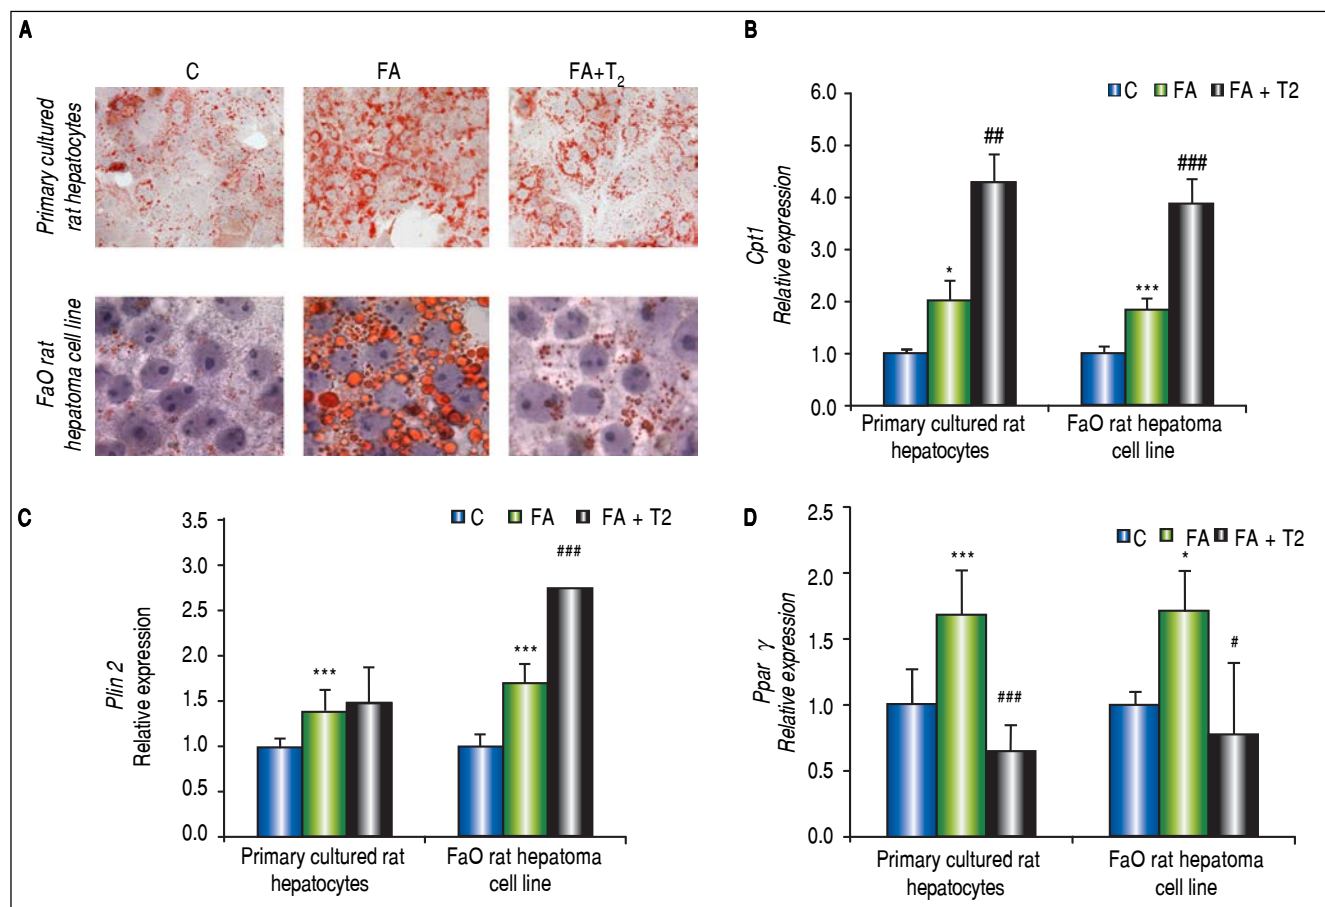 A
C FA FA+T2
Primary cultured
rat hepatocytes
FaO rat
hepatoma cell line
B
C FA FA + T2
Cpt1
Relative expression
6.0
5.0
4.0
3.0
2.0
1.0
0.0
*
##
***
###
Primary cultured rat
hepatocytes
FaO rat hepatoma
cell line
C
C FA FA + T2
Plin 2
Relative expression
3.5
3.0
2.5
2.0
1.5
1.0
0.5
0.0
***
***
###
Primary cultured rat
hepatocytes
FaO rat hepatoma
cell line
D
C FA FA + T2
Ppar γ
Relative expression
2.5
2.0
1.5
1.0
0.5
0.0
***
###
*
#
Primary cultured rat
hepatocytes
FaO rat hepatoma
cell line